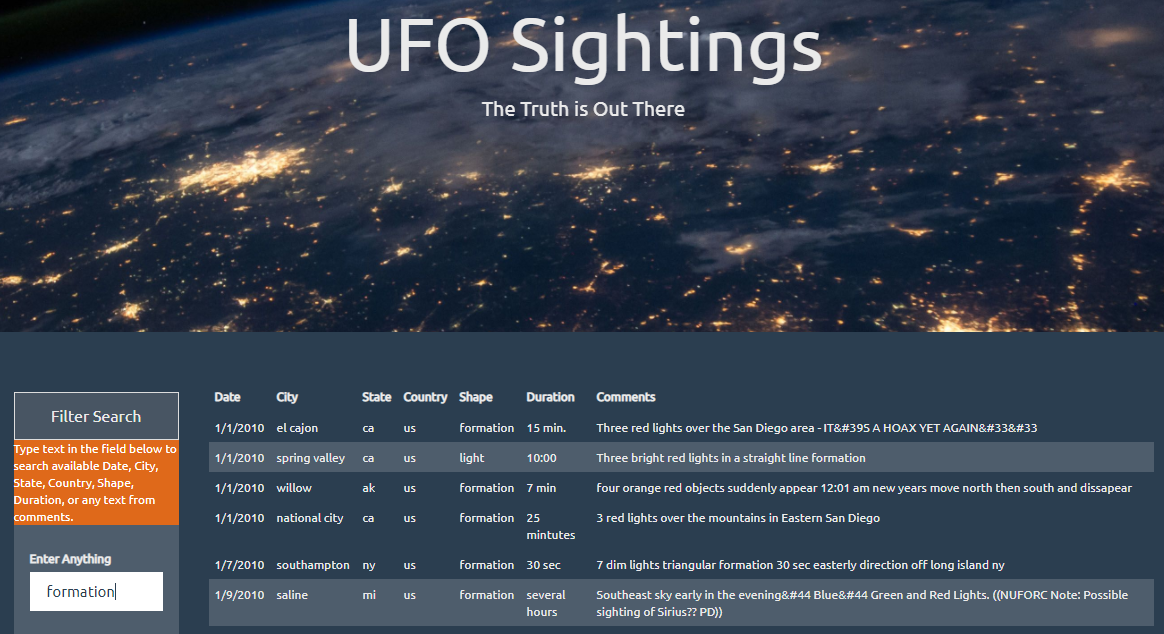 UFO Sightings
The Truth is Out There
Filter Search
Type text in the field below to
search available Date, City,
State, Country, Shape,
Duration, or any text from
comments.
Enter Anything
formation
Date City State Country Shape Duration Comments
1/1/2010 el cajon ca us formation 15 min. Three red lights over the San Diego area - IT&#395 A HOAX YET AGAIN&#33&#33
1/1/2010 spring valley ca us light 10:00 Three bright red lights in a straight line formation
1/1/2010 willow ak us formation 7 min four orange red objects suddenly appear 12:01 am new years move north then south and dissapear
1/1/2010 national city ca us formation 25 3 red lights over the mountains in Eastern San Diego
mintutes
1/7/2010 southampton ny us formation 30 sec 7 dim lights triangular formation 30 sec easterly direction off long island ny
1/9/2010 saline mi us formation several Southeast sky early in the evening&#44 Blue&#44 Green and Red Lights. ((NUFORC Note: Possible
hours sighting of Sirius?? PD))